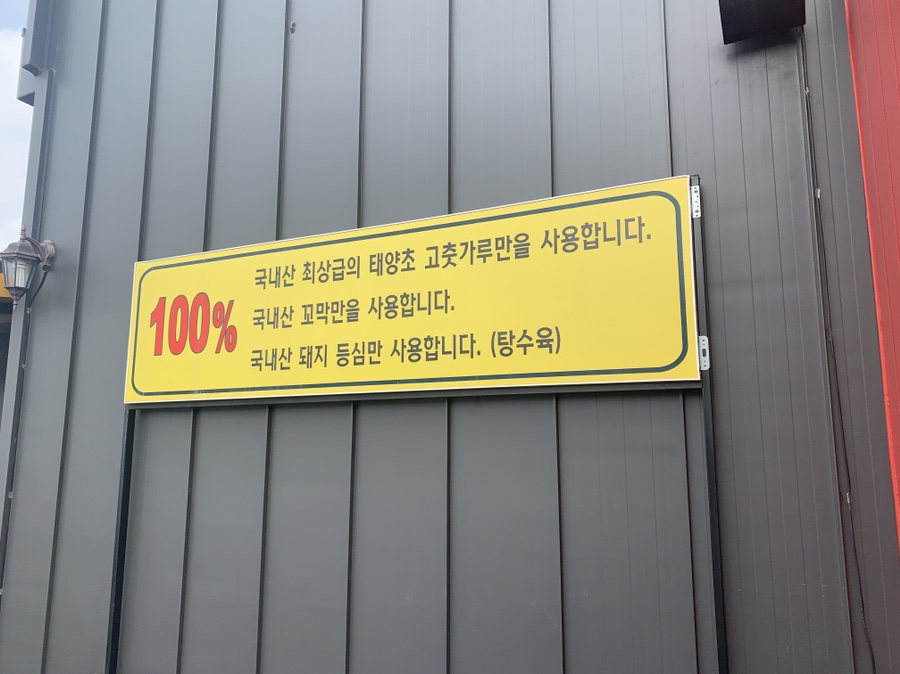 100%
국내산 최상급의 태양초 고춧가루만을 사용합니다.
국내산 꼬막만을 사용합니다.
국내산 돼지 등심만 사용합니다. (탕수육)